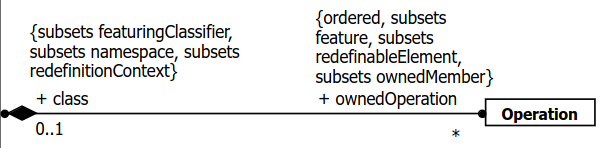 {subsets featuringClassifier,
subsets namespace, subsets
redefinitionContext}
{ordered, subsets
feature, subsets
redefinableElement,
subsets ownedMember}
+ class
+ ownedOperation
Operation
0..1
*